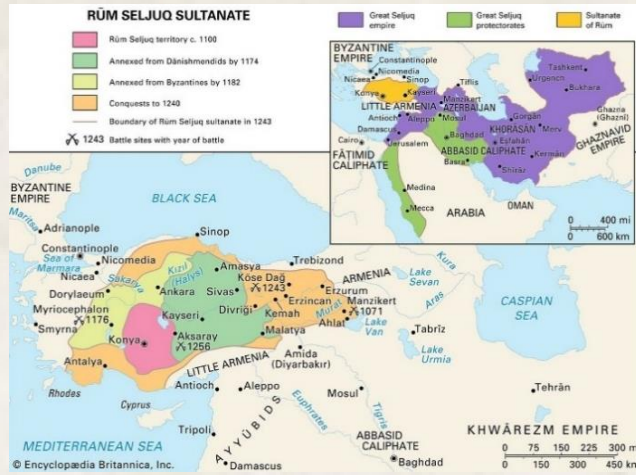 RŪM SELJUQ SULTANATE
Rūm Seljuq territory c. 1100
Annexed from Dānishmendids by 1174
Annexed from Byzantines by 1182
Conquests to 1240
Boundary of Rūm Seljuq sultanate in 1243
1243 Battle sites with year of battle
Great Seljuq
empire
Great Seljuq
protectorates
Sultanate
of Rūm
BYZANTINE
EMPIRE
Constantinople
Nicomedia
Nicaea
Sinop
Konya
Kayseri
Tiflis
LITTLE ARMENIA
Manzikert
AZERBAIJAN
Antioch
Aleppo
Mosul
Damascus
Jerusalem
Baghdad
ABBASID CALIPHATE
Basra
Cairo
FĀṬIMID
CALIPHATE
Medina
Mecca
ARABIA
OMAN
Tashkent
Urgench
Bukhara
Gorgān
Merv
KHORĀSĀN
Eṣfahān
Kermān
Shīrāz
Ghazna
(Ghaznī)
GHAZNAVID
EMPIRE
0 400 mi
0 600 km
Danube
BYZANTINE
EMPIRE
Maritsa
Adrianople
BLACK SEA
Constantinople
Sea of
Marmara
Nicomedia
Nicaea
Sakarya
Sinop
Kızıl
(Halys)
Amasya
Trebizond
ARMENIA
Köse Dağ
1243
Dorylaeum
Ankara
Sivas
Erzurum
Erzincan
Myriocephalon
1176
Smyrna
Kayseri
Divriği
Kemah
Murat
Manzikert
1071
Ahlat
Lake
Van
Konya
Aksaray
1256
Malatya
Antalya
LITTLE ARMENIA
Amida
(Diyarbakır)
Kura
Lake
Sevan
Aras
CASPIAN
SEA
Tabrīz
Lake
Urmia
Rhodes
Cyprus
Antioch
Aleppo
Mosul
Tehrān
Tripoli
AYYŪBIDS
Euphrates
Tigris
KHWĀREZM EMPIRE
MEDITERRANEAN SEA
ABBASID
CALIPHATE
Damascus
Baghdad
0 75 150 300 mi
0 150 300 450 km
© Encyclopædia Britannica, Inc.